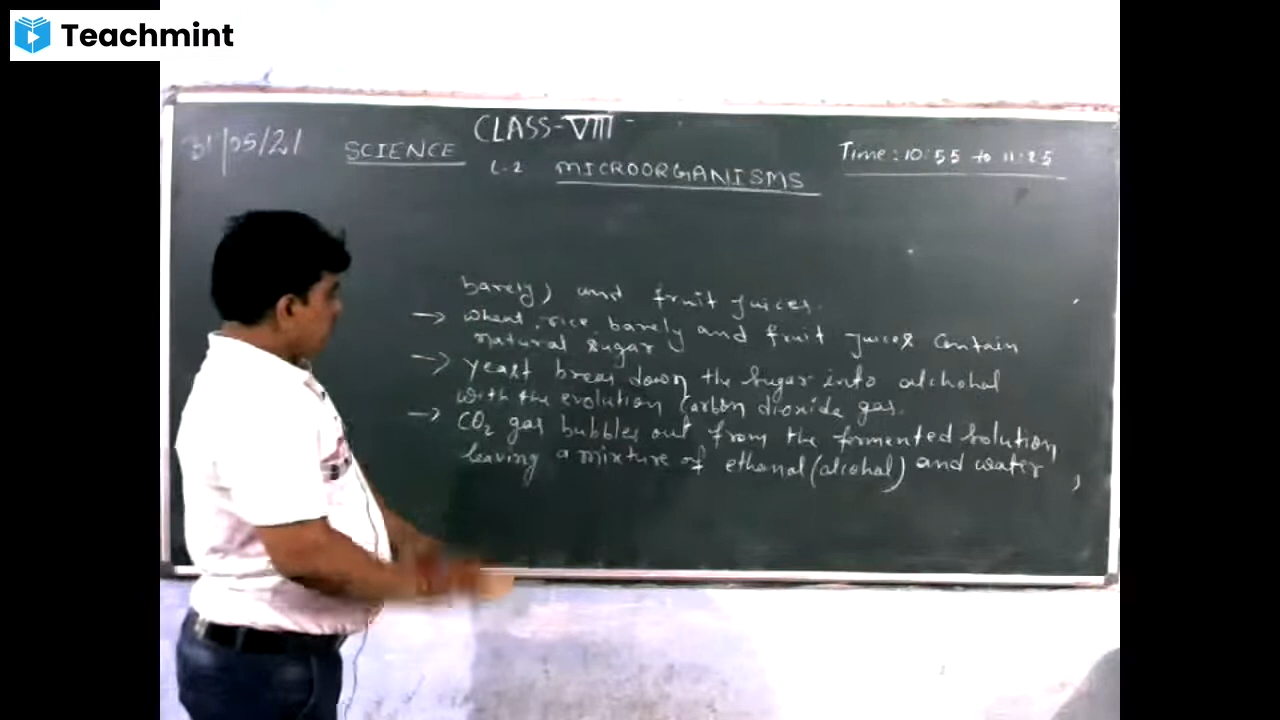 Teachmint
CLASS-VIII
31/05/21
SCIENCE
Time: 10:55 to 11:25
L-2 MICROORGANISMS
barely) and fruit juices.
→ wheat, rice, barely and fruit juices Contain
natural sugar
→ yeast break down the sugar into alchohal
with the evolution Carbon dioxide gas.
→ CO₂ gas bubbles out from the fermented solution
leaving a mixture of ethanal (alcohal) and water,